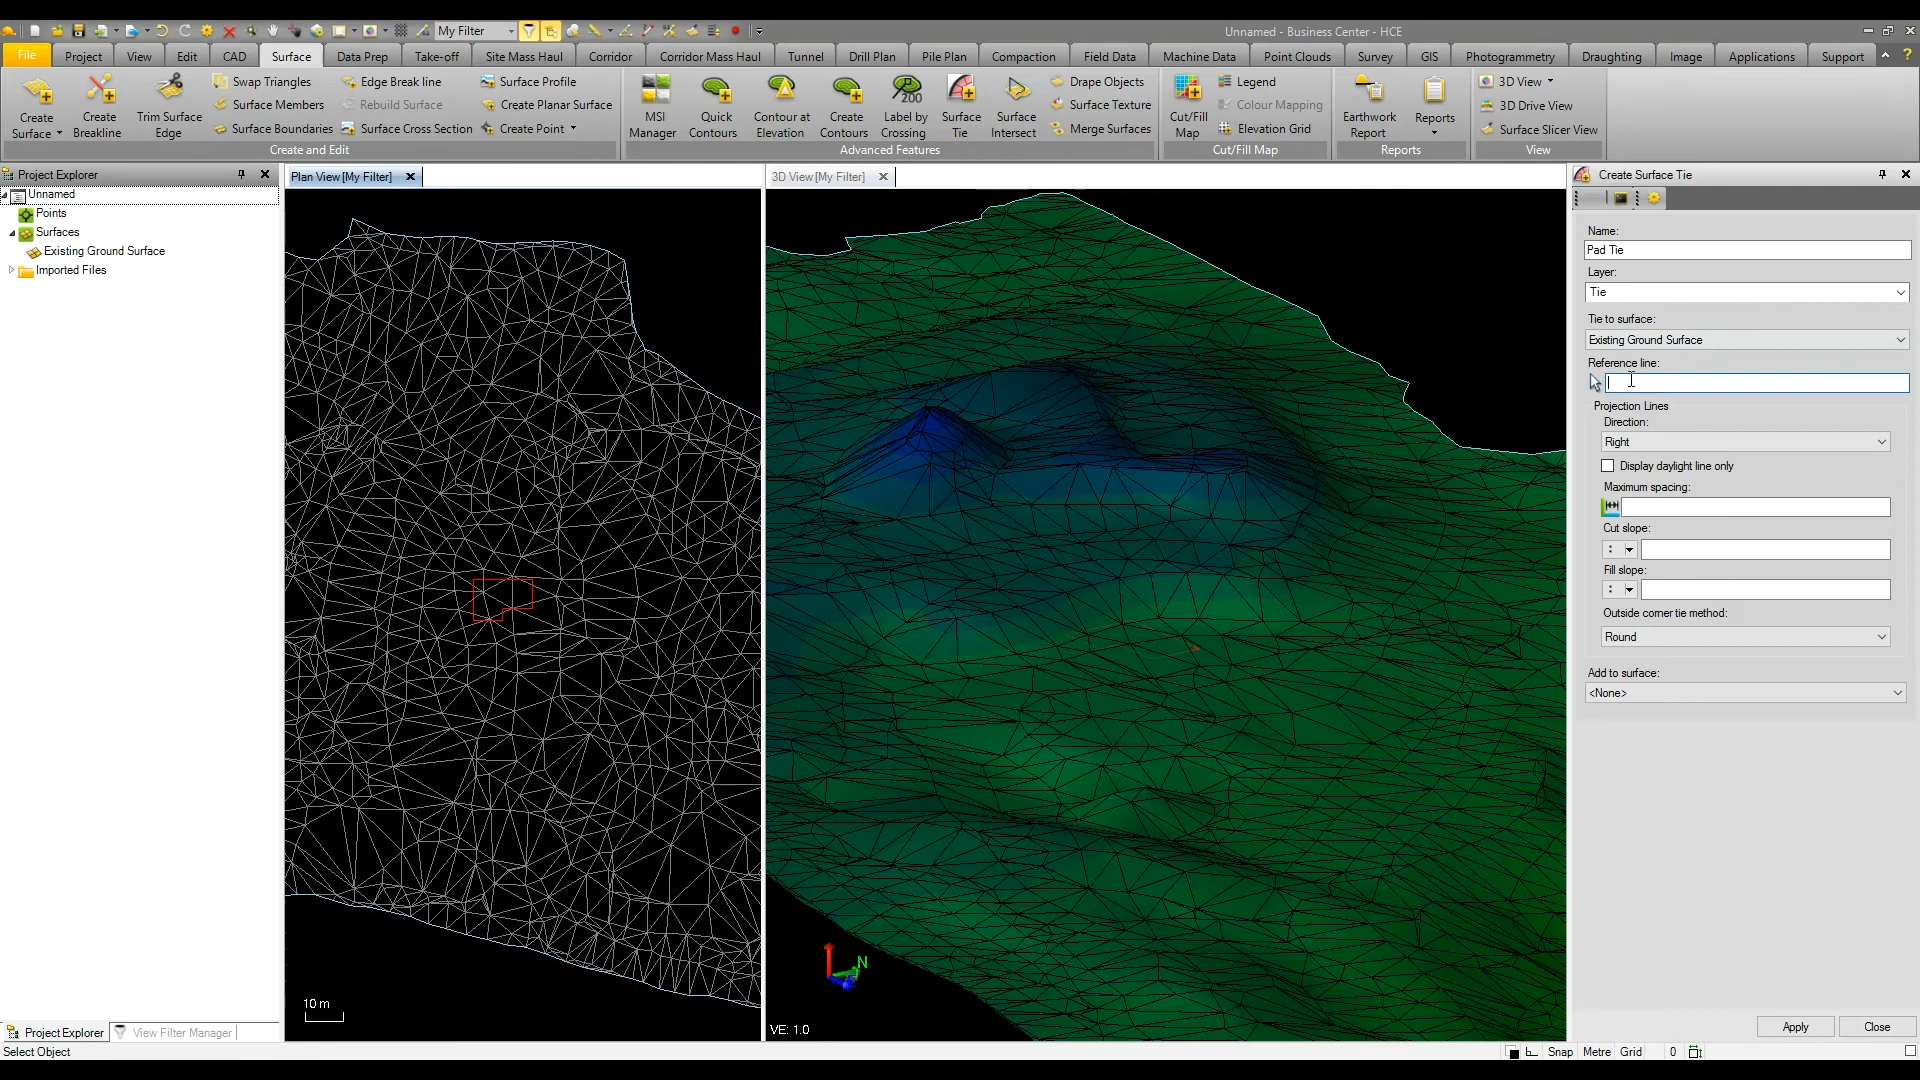 My Filter
Unnamed - Business Center - HCE
File Project View Edit CAD Surface Data Prep Take-off Site Mass Haul Corridor Corridor Mass Haul Tunnel Drill Plan Pile Plan Compaction Field Data Machine Data Point Clouds Survey GIS Photogrammetry Draughting Image Applications Support
Create Surface
Create Breakline
Trim Surface Edge
Swap Triangles
Surface Members
Surface Boundaries
Edge Break line
Rebuild Surface
Surface Cross Section
Surface Profile
Create Planar Surface
Create Point
Create and Edit
MSI Manager
Quick Contours
Contour at Elevation
Create Contours
200
Label by Crossing
Surface Tie
Surface Intersect
Drape Objects
Surface Texture
Merge Surfaces
Advanced Features
Cut/Fill Map
Legend
Colour Mapping
Elevation Grid
Cut/Fill Map
Earthwork Report
Reports
Reports
3D View
3D Drive View
Surface Slicer View
View
Project Explorer
Unnamed
Points
Surfaces
Existing Ground Surface
Imported Files
Project Explorer
View Filter Manager
Plan View[My Filter]
10 m
3D View[My Filter]
N
VE: 1.0
Create Surface Tie
Name:
Pad Tie
Layer:
Tie
Tie to surface:
Existing Ground Surface
Reference line:
Projection Lines
Direction:
Right
Display daylight line only
Maximum spacing:
Cut slope:
:
Fill slope:
:
Outside corner tie method:
Round
Add to surface:
<None>
Apply
Close
Select Object
Snap Metre Grid 0